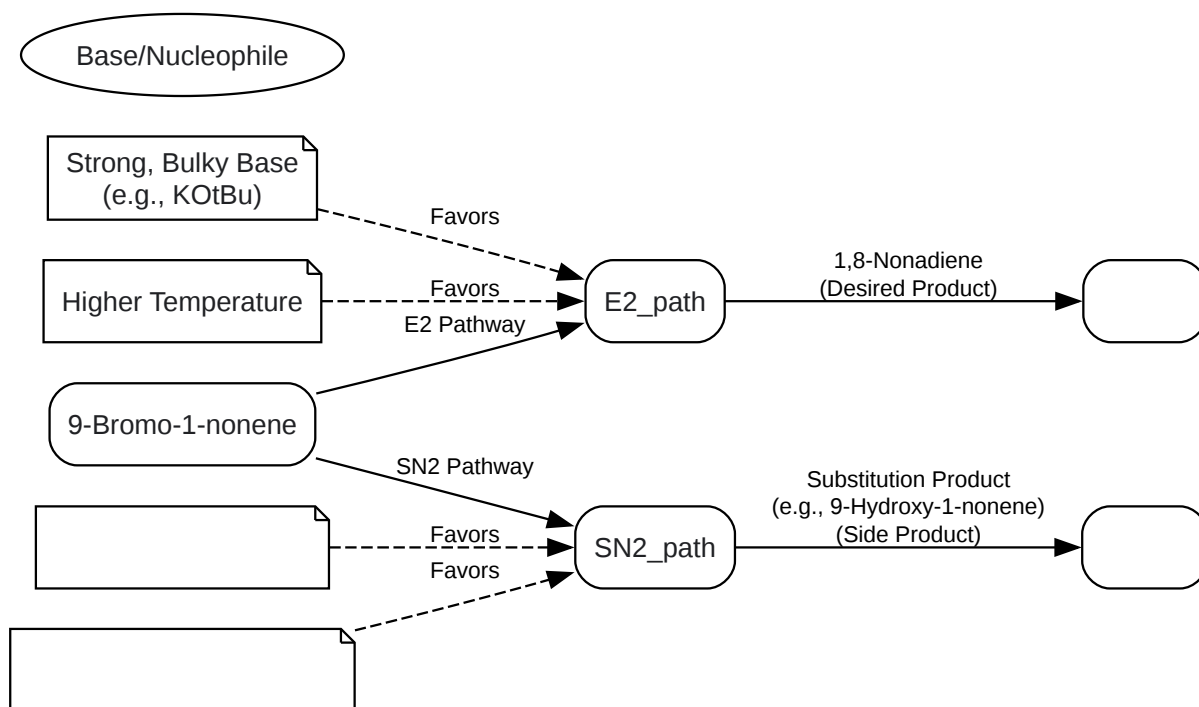 Base/Nucleophile
Strong, Bulky Base
(e.g., KOtBu)
Favors
Higher Temperature
Favors
E2 Pathway
E2_path
1,8-Nonadiene
(Desired Product)
9-Bromo-1-nonene
SN2 Pathway
Favors
Favors
SN2_path
Substitution Product
(e.g., 9-Hydroxy-1-nonene)
(Side Product)